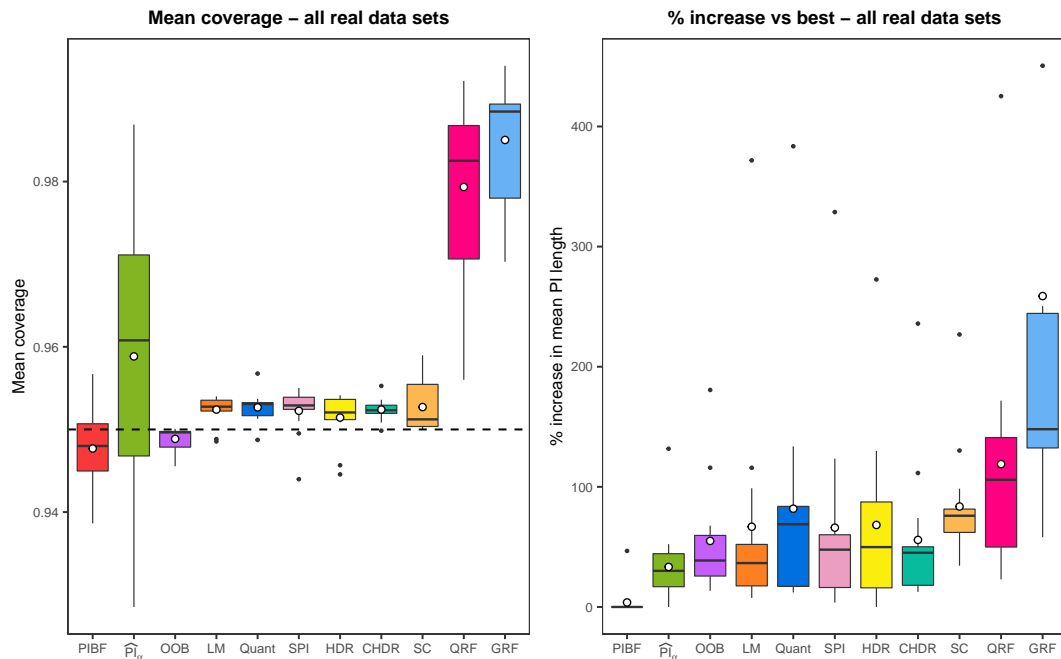 Mean coverage – all real data sets
Mean coverage
0.98
0.96
0.94
PIBF P̂I_α OOB LM Quant SPI HDR CHDR SC QRF GRF
% increase vs best – all real data sets
% increase in mean PI length
400
300
200
100
0
PIBF P̂I_α OOB LM Quant SPI HDR CHDR SC QRF GRF